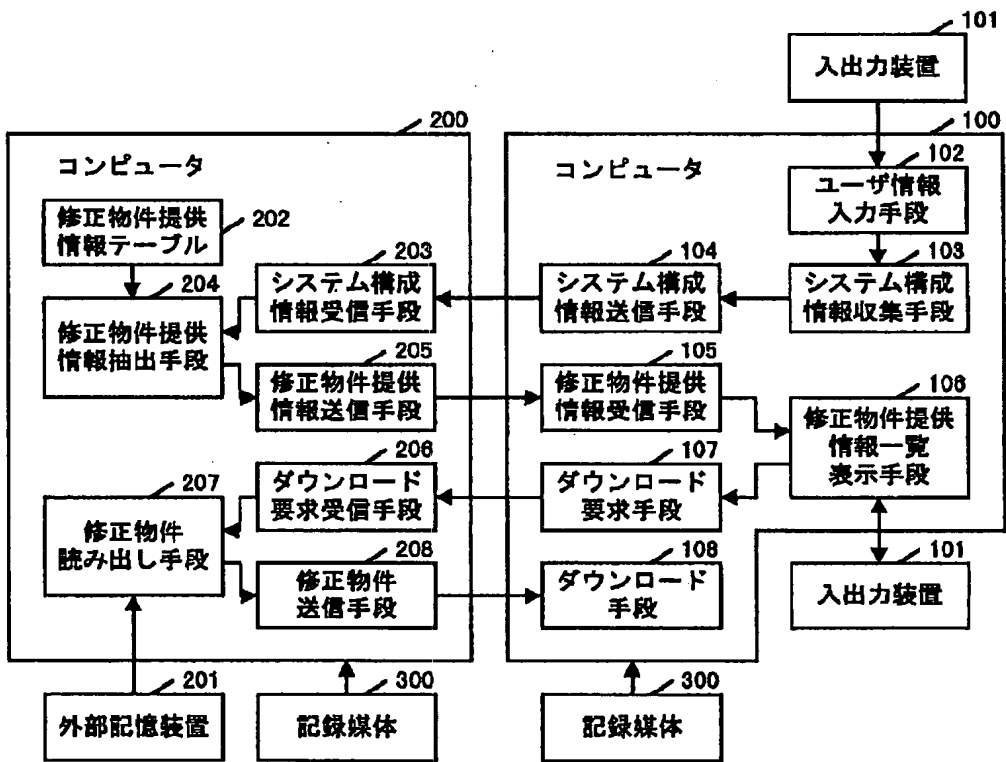 101
入出力装置
200
100
コンピュータ
コンピュータ
102
ユーザ情報
入力手段
修正物件提供
情報テーブル
202
203
システム構成
情報受信手段
104
システム構成
情報送信手段
103
システム構成
情報収集手段
204
修正物件提供
情報抽出手段
205
修正物件提供
情報送信手段
105
修正物件提供
情報受信手段
106
修正物件提供
情報一覧
表示手段
206
ダウンロード
要求受信手段
107
ダウンロード
要求手段
207
修正物件
読み出し手段
208
修正物件
送信手段
108
ダウンロード
手段
101
入出力装置
201
外部記憶装置
300
記録媒体
300
記録媒体